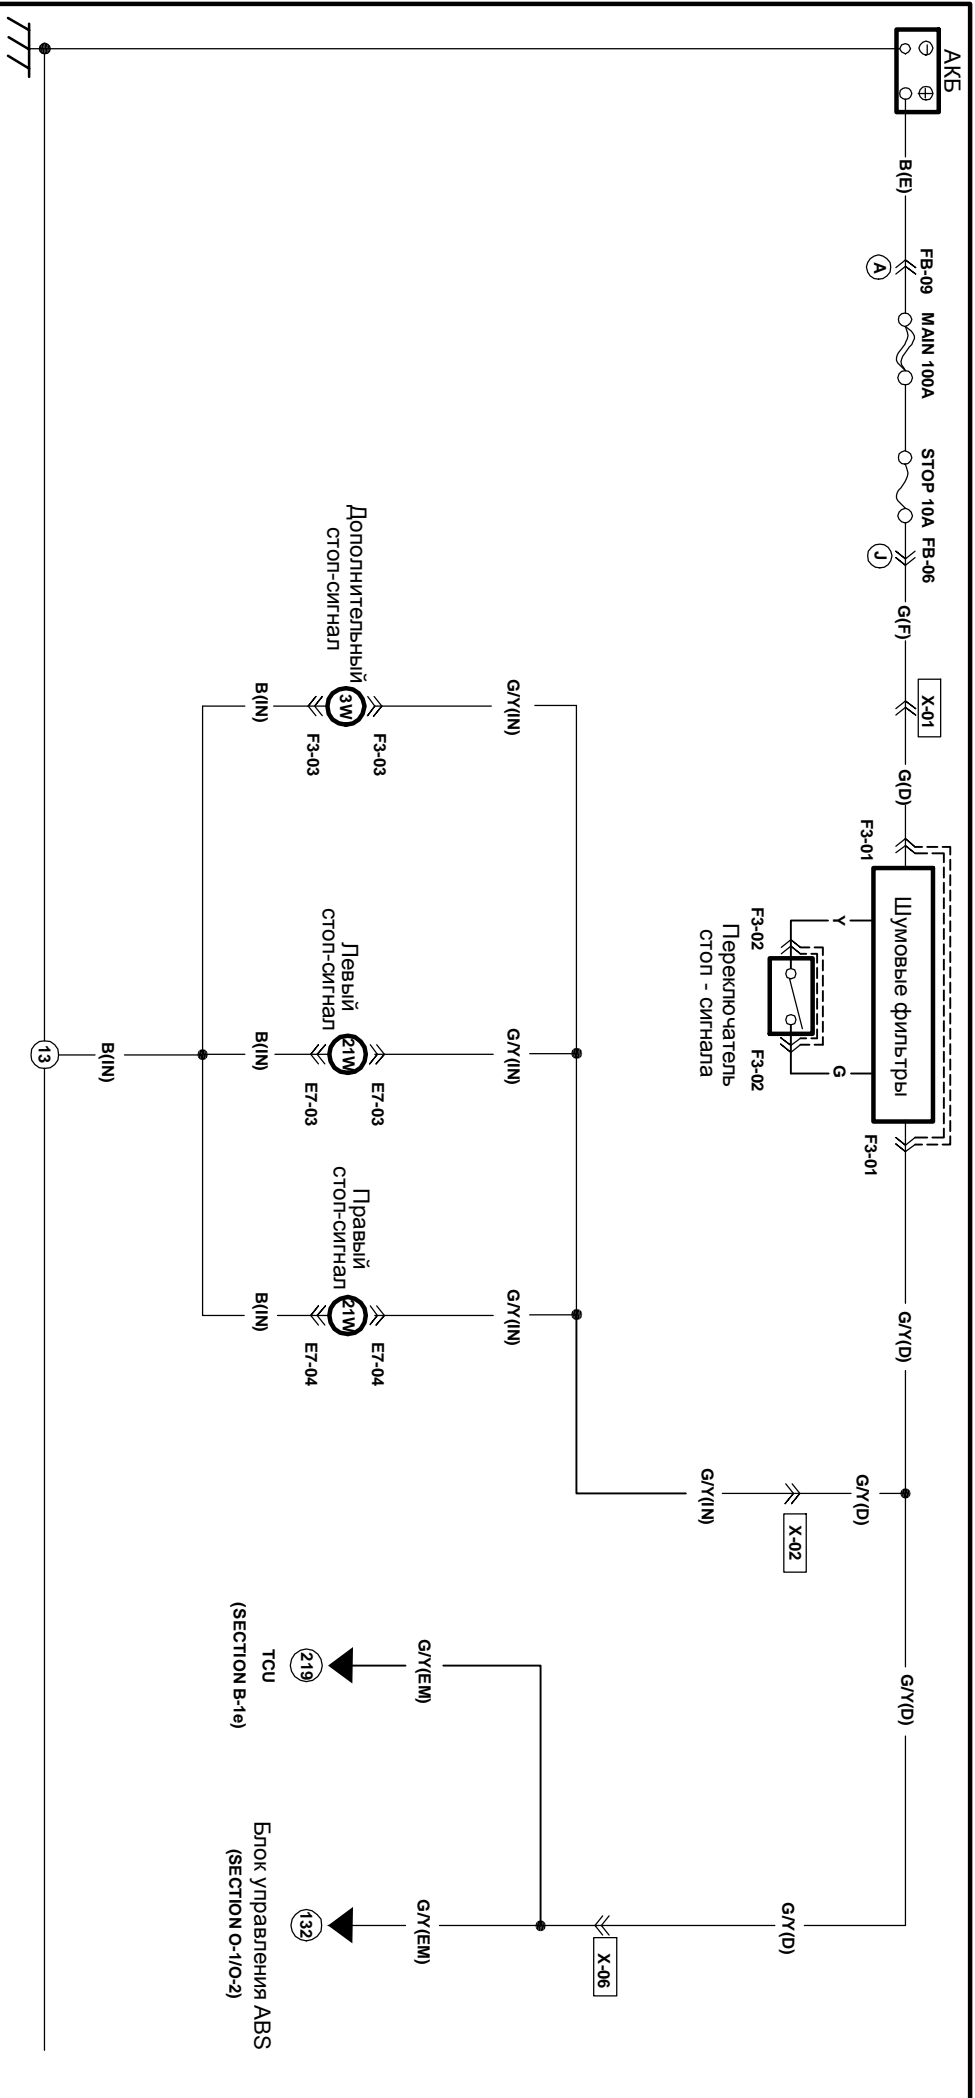 АКБ
B(E)
FB-09
A
MAIN 100A
STOP 10A
FB-06
J
G(F)
X-01
G(D)
F3-01
Шумовые фильтры
F3-01
Y
G
F3-02
F3-02
Переключатель
стоп - сигнала
G/Y(D)
G/Y(D)
G/Y(D)
X-02
G/Y(IN)
G/Y(D)
X-06
G/Y(IN)
G/Y(IN)
G/Y(IN)
G/Y(EM)
G/Y(EM)
Дополнительный
стоп-сигнал
3W
F3-03
F3-03
Левый
стоп-сигнал
21W
E7-03
E7-03
Правый
стоп-сигнал
21W
E7-04
E7-04
219
TCU
(SECTION B-1e)
132
Блок управления ABS
(SECTION O-1/O-2)
B(IN)
B(IN)
B(IN)
B(IN)
13